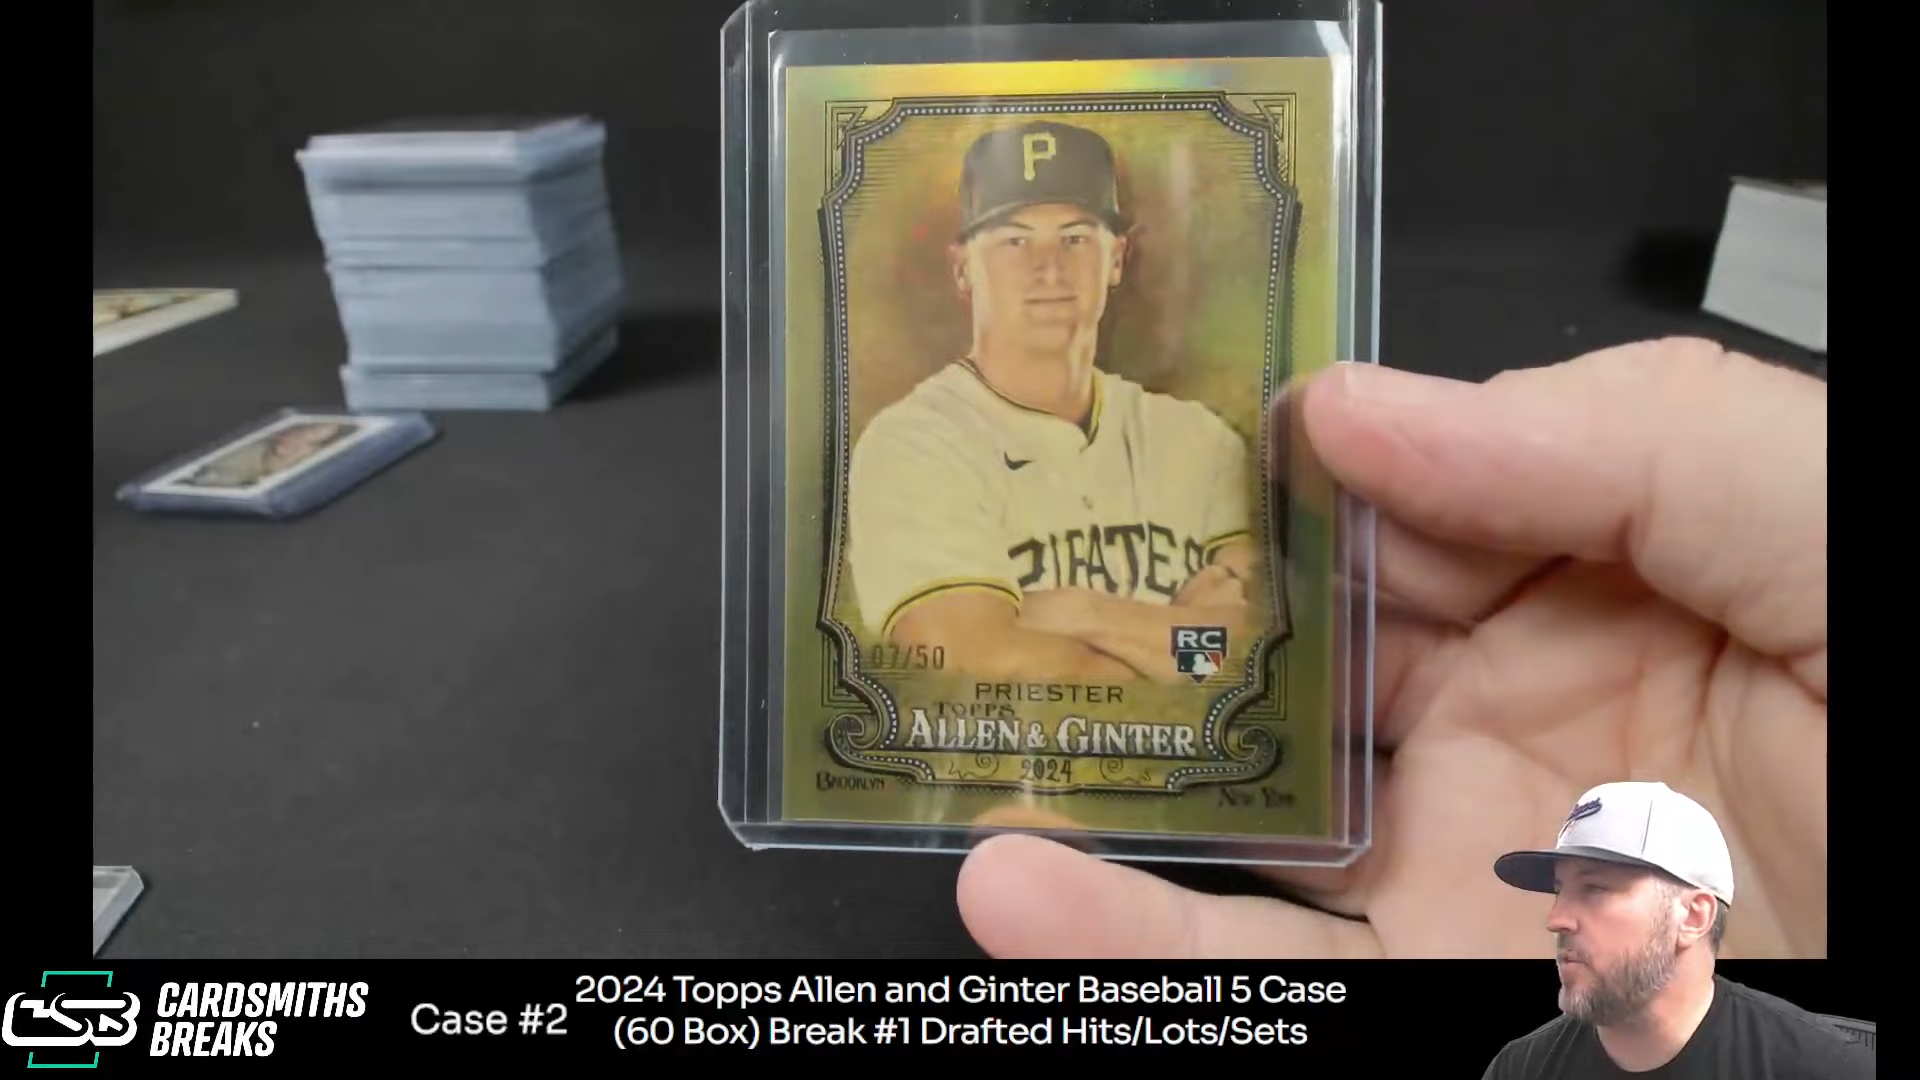 P
PIRATES
07/50
RC
PRIESTER
TOPPS
ALLEN & GINTER
2024
BROOKLYN
NEW YORK
CSB
CARDSMITHS
BREAKS
Case #2
2024 Topps Allen and Ginter Baseball 5 Case
(60 Box) Break #1 Drafted Hits/Lots/Sets